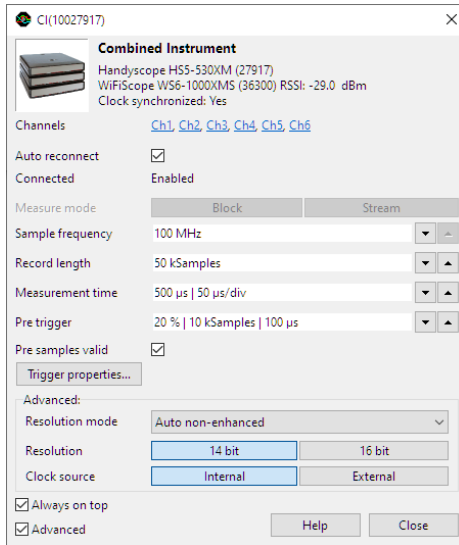 CI(10027917)
Combined Instrument
Handyscope HS5-530XM (27917)
WiFiScope WS6-1000XMS (36300) RSSI: -29.0 dBm
Clock synchronized: Yes
Channels Ch1, Ch2, Ch3, Ch4, Ch5, Ch6
Auto reconnect
Connected Enabled
Measure mode Block Stream
Sample frequency 100 MHz
Record length 50 kSamples
Measurement time 500 µs | 50 µs/div
Pre trigger 20 % | 10 kSamples | 100 µs
Pre samples valid
Trigger properties...
Advanced:
Resolution mode Auto non-enhanced
Resolution 14 bit 16 bit
Clock source Internal External
Always on top
Advanced Help Close